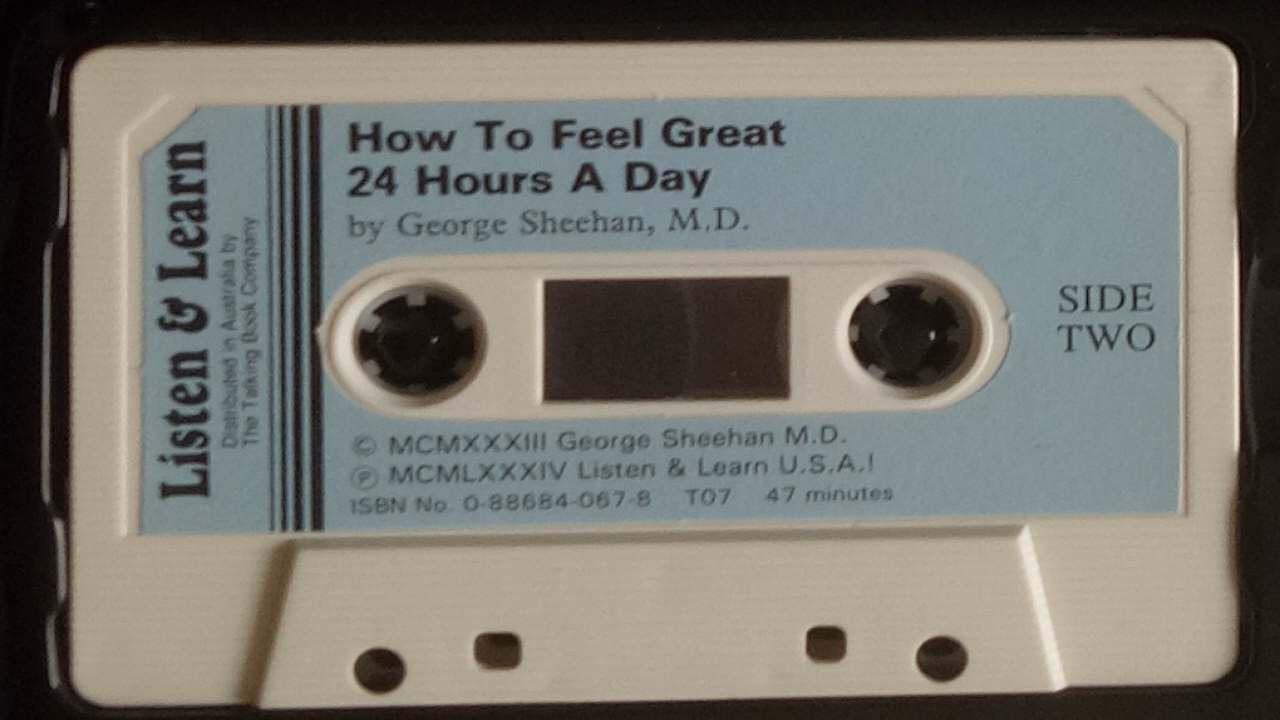 How To Feel Great
24 Hours A Day
by George Sheehan, M.D.
Listen & Learn
Distributed in Australia by
The Talking Book Company
SIDE
TWO
© MCMXXXIII George Sheehan M.D.
℗ MCMLXXXIV Listen & Learn U.S.A.!
ISBN No. 0-88684-067-8 T07 47 minutes